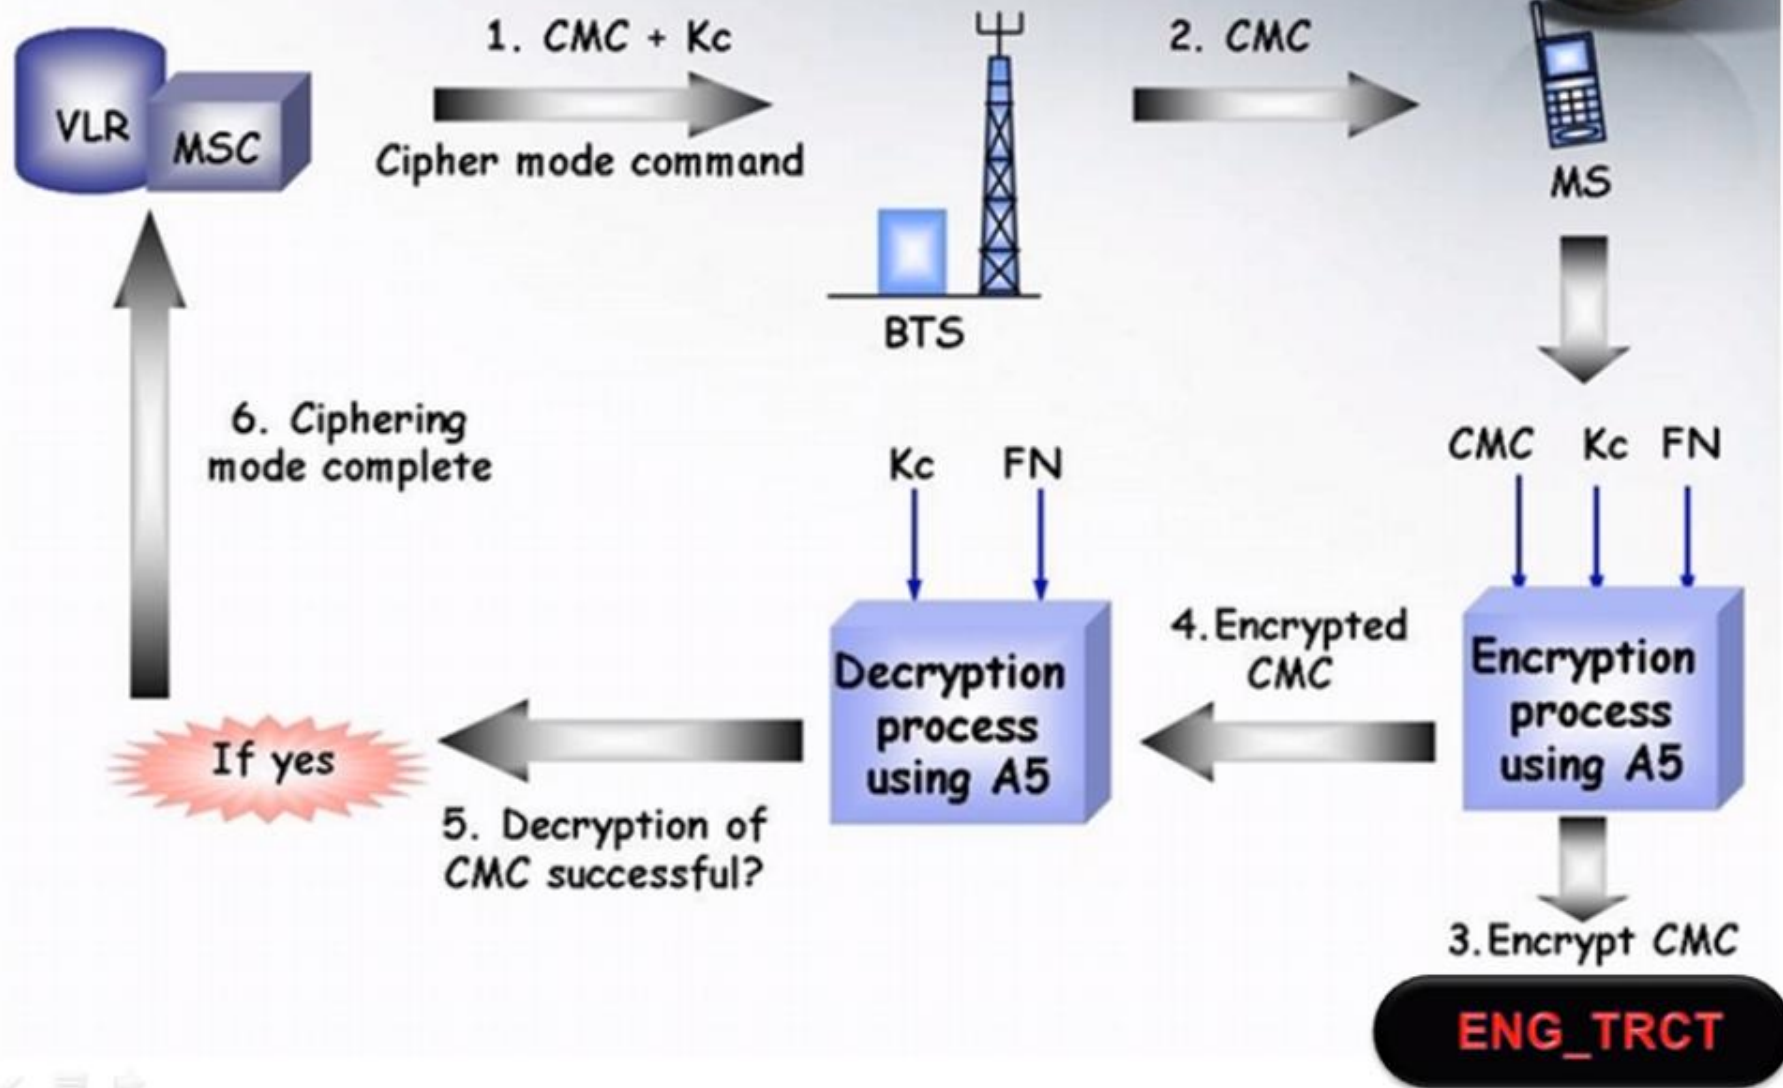 1. CMC + Kc
2. CMC
VLR
MSC
Cipher mode command
MS
BTS
6. Ciphering
mode complete
Kc FN
CMC Kc FN
4.Encrypted
CMC
Decryption
process
using A5
Encryption
process
using A5
If yes
5. Decryption of
CMC successful?
3.Encrypt CMC
ENG_TRCT